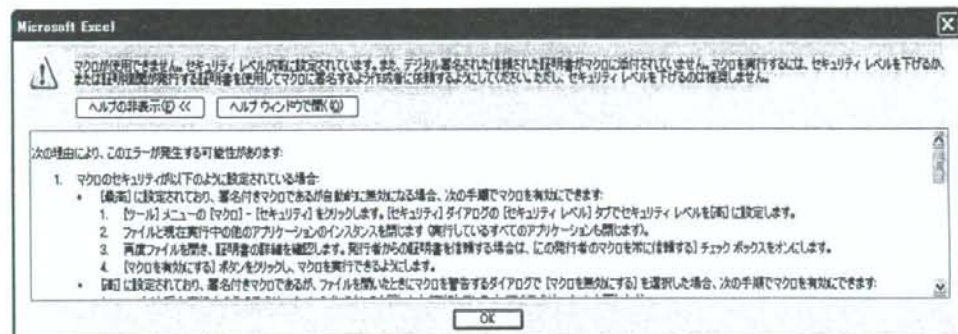 Microsoft Excel
マクロが使用できません。セキュリティ レベルが[高]に設定されています。また、デジタル署名された信頼された証明書がマクロに添付されていません。マクロを実行するには、セキュリティ レベルを下げるか、
または証明機関が発行する証明書を使用してマクロに署名するよう作成者に依頼するようにしてください。ただし、セキュリティ レベルを下げるのは推奨しません。
ヘルプの非表示(E) << ヘルプ ウィンドウで開く(Q)
次の理由により、このエラーが発生する可能性があります:
1. マクロのセキュリティが以下のように設定されている場合:
• [最高] に設定されており、署名付きマクロであるが自動的に無効になる場合、次の手順でマクロを有効にできます:
1. [ツール] メニューの [マクロ] - [セキュリティ] をクリックします。[セキュリティ] ダイアログの [セキュリティ レベル] タブでセキュリティ レベルを[高] に設定します。
2. ファイルと現在実行中の他のアプリケーションのインスタンスを閉じます (実行しているすべてのアプリケーションも閉じます)。
3. 再度ファイルを開き、証明書の詳細を確認します。発行者からの証明書を信頼する場合は、[この発行者のマクロを常に信頼する] チェック ボックスをオンにします。
4. [マクロを有効にする] ボタンをクリックし、マクロを実行できるようにします。
• [高] に設定されており、署名付きマクロであるが、ファイルを開いたときにマクロを警告するダイアログで [マクロを無効にする] を選択した場合、次の手順でマクロを有効にできます:
OK